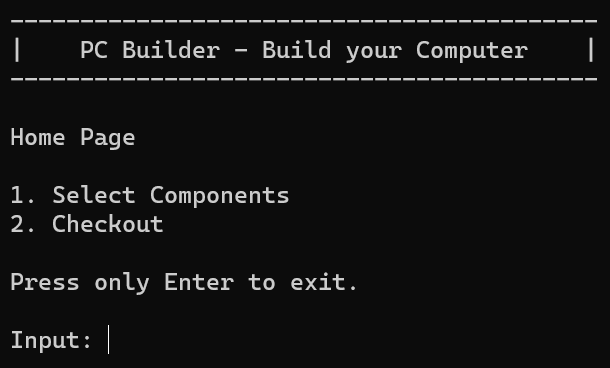 ------------------------------------------
|    PC Builder - Build your Computer    |
------------------------------------------
Home Page
1. Select Components
2. Checkout
Press only Enter to exit.
Input: